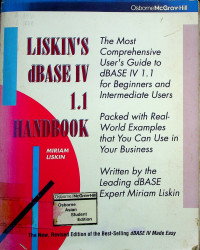 Osborne McGraw-Hill
LISKIN'S
dBASE IV
1.1
HANDBOOK
MIRIAM
LISKIN
The Most
Comprehensive
User's Guide to
dBASE IV 1.1
for Beginners and
Intermediate Users
Packed with Real-
World Examples
that You Can Use in
Your Business
Written by the
Leading dBASE
Expert Miriam Liskin
Osborne McGraw-Hill
Osborne
Asian
Student
Edition
The New, Revised Edition of the Best-Selling dBASE IV Made Easy